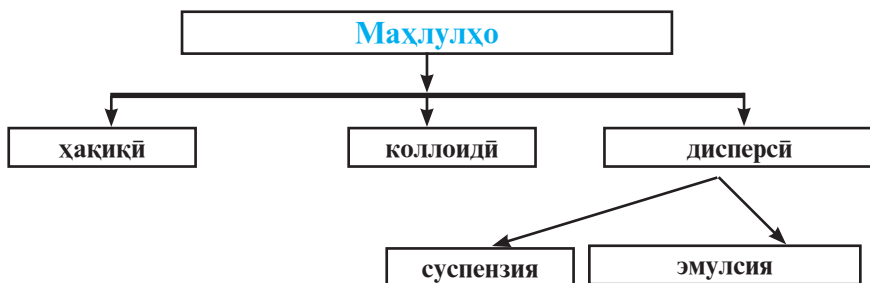 Маҳлулҳо
ҳақиқӣ
коллоидӣ
дисперсӣ
суспензия
эмулсия